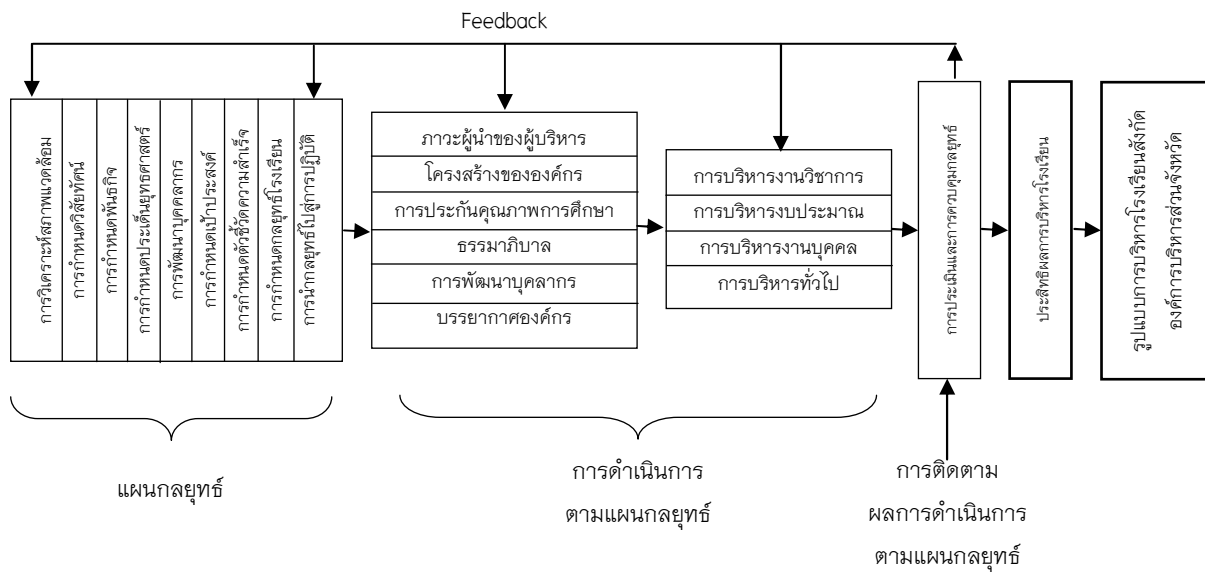 Feedback
การวิเคราะห์สภาพแวดล้อม
การกำหนดวิสัยทัศน์
การกำหนดพันธกิจ
การกำหนดประเด็นยุทธศาสตร์
การพัฒนาบุคคลากร
การกำหนดเป้าประสงค์
การกำหนดตัวชี้วัดความสำเร็จ
การกำหนดกลยุทธ์โรงเรียน
การนำกลยุทธ์ไปสู่การปฏิบัติ
ภาวะผู้นำของผู้บริหาร
โครงสร้างขององค์กร
การประกันคุณภาพการศึกษา
ธรรมาภิบาล
การพัฒนาบุคลากร
บรรยากาศองค์กร
การบริหารงานวิชาการ
การบริหารงบประมาณ
การบริหารงานบุคคล
การบริหารทั่วไป
การประเมินและการควบคุมกลยุทธ์
ประสิทธิผลการบริหารโรงเรียน
รูปแบบการบริหารโรงเรียนสังกัด
องค์การบริหารส่วนจังหวัด
แผนกลยุทธ์
การดำเนินการ
ตามแผนกลยุทธ์
การติดตาม
ผลการดำเนินการ
ตามแผนกลยุทธ์